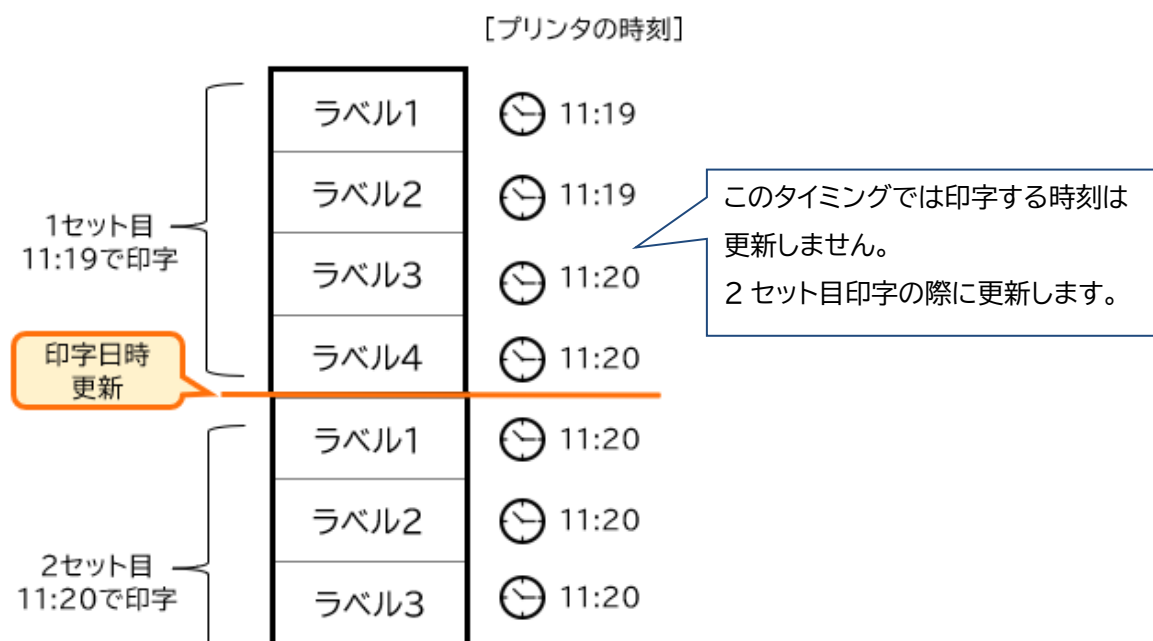 [プリンタの時刻]
ラベル1
11:19
ラベル2
11:19
1セット目
11:19で印字
このタイミングでは印字する時刻は
更新しません。
2 セット目印字の際に更新します。
ラベル3
11:20
ラベル4
11:20
印字日時
更新
ラベル1
11:20
ラベル2
11:20
2セット目
11:20で印字
ラベル3
11:20